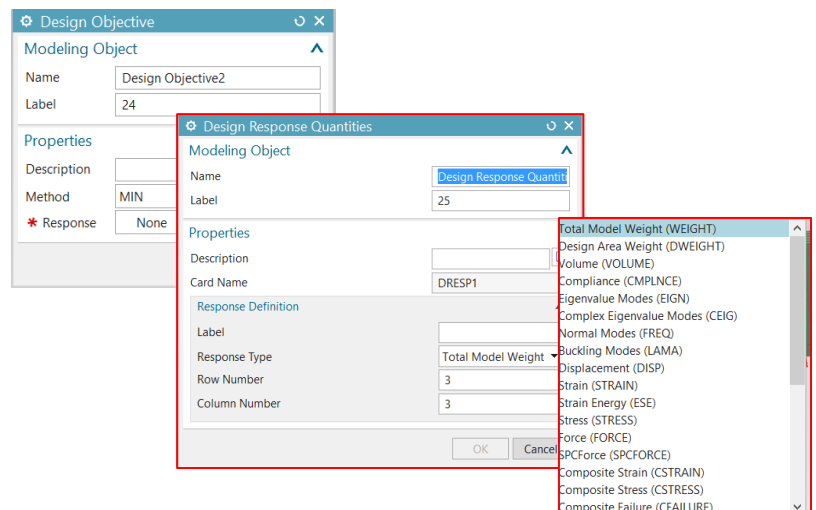 Design Objective
Modeling Object
Name Design Objective2
Label 24
Properties
Description
Method MIN
* Response None
Design Response Quantities
Modeling Object
Name Design Response Quantiti
Label 25
Properties
Description
Card Name DRESP1
Response Definition
Label
Response Type Total Model Weight
Row Number 3
Column Number 3
OK Cancel
Total Model Weight (WEIGHT)
Design Area Weight (DWEIGHT)
Volume (VOLUME)
Compliance (CMPLNCE)
Eigenvalue Modes (EIGN)
Complex Eigenvalue Modes (CEIG)
Normal Modes (FREQ)
Buckling Modes (LAMA)
Displacement (DISP)
Strain (STRAIN)
Strain Energy (ESE)
Stress (STRESS)
Force (FORCE)
SPCForce (SPCFORCE)
Composite Strain (CSTRAIN)
Composite Stress (CSTRESS)
Composite Failure (CFAILURE)